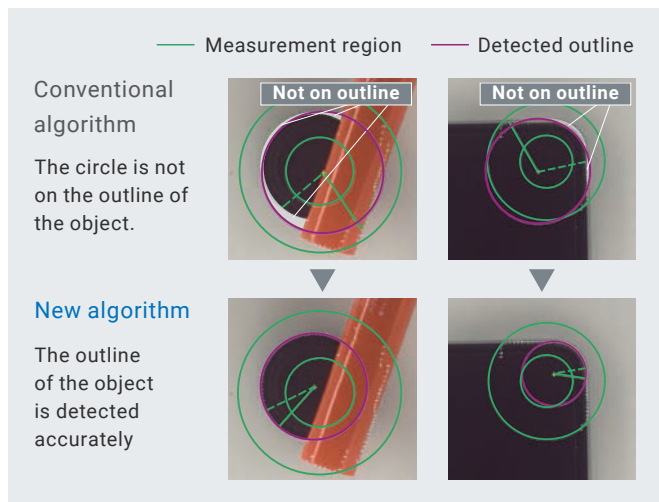 Measurement region
Detected outline
Conventional
algorithm
The circle is not
on the outline of
the object.
Not on outline
Not on outline
New algorithm
The outline
of the object
is detected
accurately